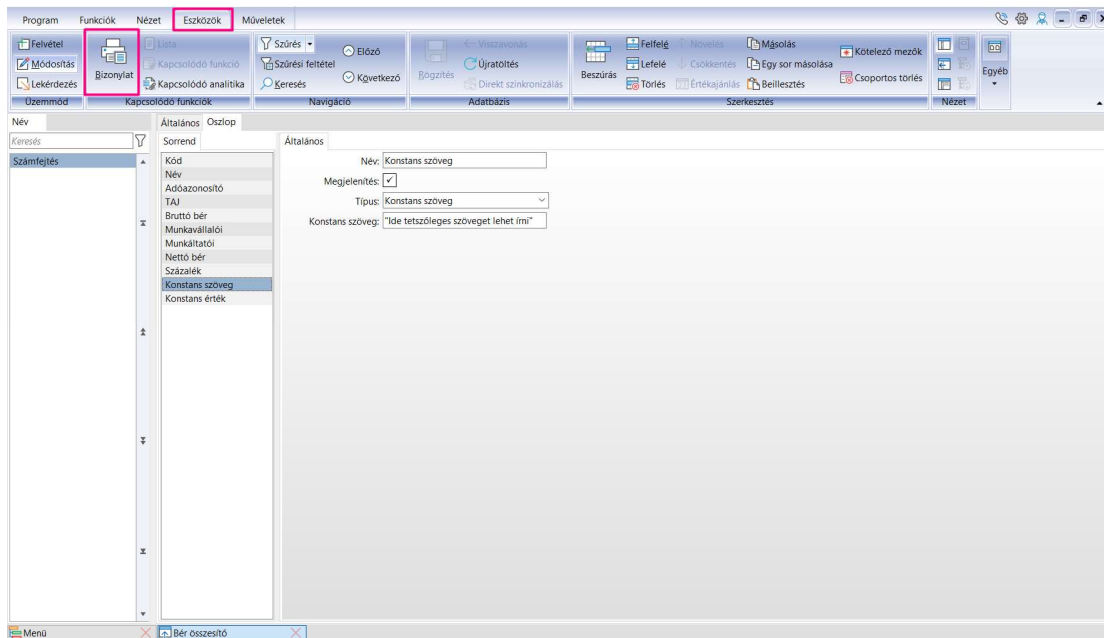 Program Funkciók Nézet Eszközök Műveletek
Felvétel
Módosítás
Lekérdezés
Üzemmód
Bizonylat
Lista
Kapcsolódó funkció
Kapcsolódó analitika
Kapcsolódó funkciók
Szűrés
Szűrési feltétel
Keresés
Előző
Következő
Navigáció
Rögzítés
Visszavonás
Újratöltés
Direkt szinkronizálás
Adatbázis
Beszúrás
Felfelé
Lefelé
Törlés
Növelés
Csökkentés
Értékajánlás
Másolás
Egy sor másolása
Beillesztés
Kötelező mezők
Csoportos törlés
Szerkesztés
Nézet
Egyéb
Név
Keresés
Számfejtés
Általános Oszlop
Sorrend
Kód
Név
Adóazonosító
TAJ
Bruttó bér
Munkavállalói
Munkáltatói
Nettó bér
Százalék
Konstans szöveg
Konstans érték
Általános
Név: Konstans szöveg
Megjelenítés:
Típus: Konstans szöveg
Konstans szöveg: "Ide tetszőleges szöveget lehet írni"
Menü
Bér összesítő